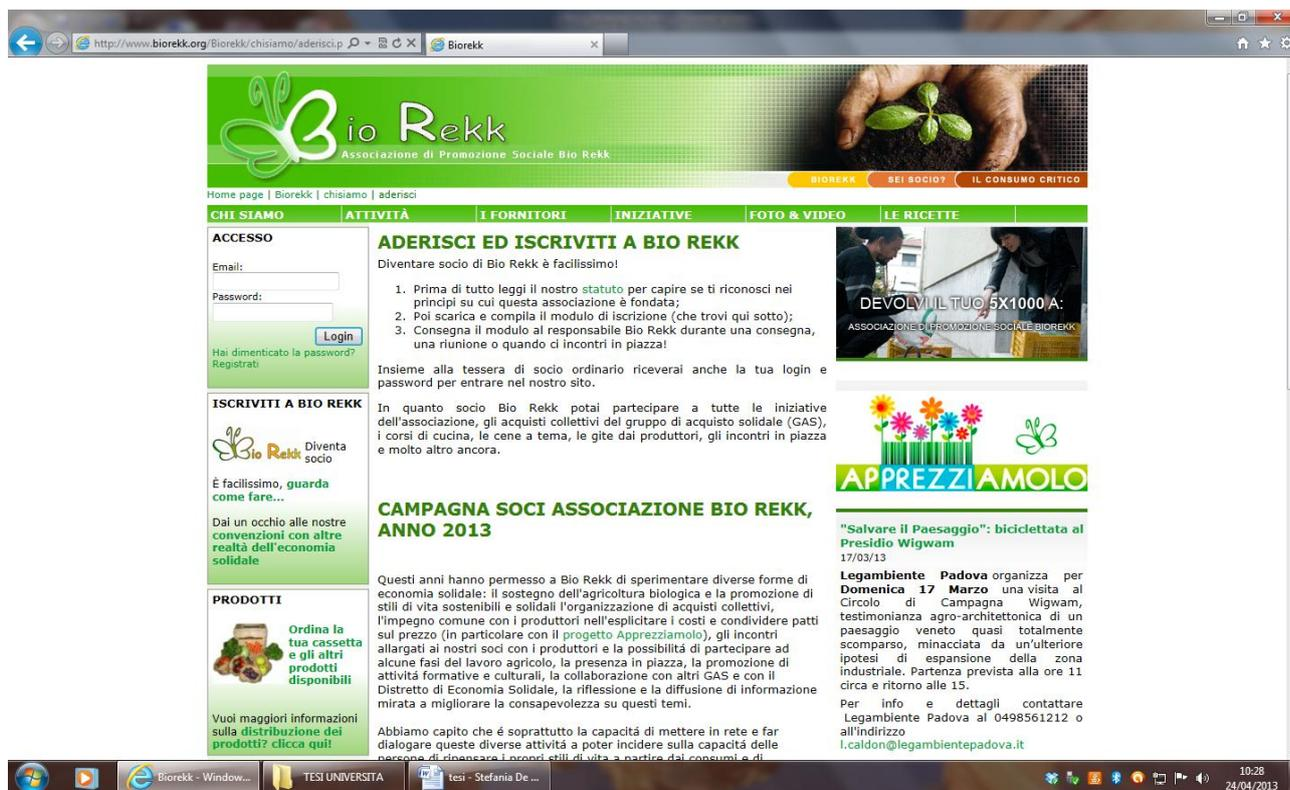 http://www.biorekk.org/Biorekk/chisiamo/aderisci.p
Biorekk
Bio Rekk
Associazione di Promozione Sociale Bio Rekk
BIOREKK
SEI SOCIO?
IL CONSUMO CRITICO
Home page | Biorekk | chisiamo | aderisci
CHI SIAMO
ATTIVITÀ
I FORNITORI
INIZIATIVE
FOTO & VIDEO
LE RICETTE
ACCESSO
Email:
Password:
Login
Hai dimenticato la password?
Registrati
ISCRIVITI A BIO REKK
Bio Rekk
Diventa
socio
È facilissimo, guarda
come fare...
Dai un occhio alle nostre
convenzioni con altre
realtà dell'economia
solidale
PRODOTTI
Ordina la
tua cassetta
e gli altri
prodotti
disponibili
Vuoi maggiori informazioni
sulla distribuzione dei
prodotti? clicca qui!
ADERISCI ED ISCRIVITI A BIO REKK
Diventare socio di Bio Rekk è facilissimo!
1. Prima di tutto leggi il nostro statuto per capire se ti riconosci nei
principi su cui questa associazione è fondata;
2. Poi scarica e compila il modulo di iscrizione (che trovi qui sotto);
3. Consegna il modulo al responsabile Bio Rekk durante una consegna,
una riunione o quando ci incontri in piazza!
Insieme alla tessera di socio ordinario riceverai anche la tua login e
password per entrare nel nostro sito.
In quanto socio Bio Rekk potai partecipare a tutte le iniziative
dell'associazione, gli acquisti collettivi del gruppo di acquisto solidale (GAS),
i corsi di cucina, le cene a tema, le gite dai produttori, gli incontri in piazza
e molto altro ancora.
CAMPAGNA SOCI ASSOCIAZIONE BIO REKK,
ANNO 2013
Questi anni hanno permesso a Bio Rekk di sperimentare diverse forme di
economia solidale: il sostegno dell'agricoltura biologica e la promozione di
stili di vita sostenibili e solidali l'organizzazione di acquisti collettivi,
l'impegno comune con i produttori nell'esplicitare i costi e condividere patti
sul prezzo (in particolare con il progetto Apprezziamolo), gli incontri
allargati ai nostri soci con i produttori e la possibilitá di partecipare ad
alcune fasi del lavoro agricolo, la presenza in piazza, la promozione di
attivitá formative e culturali, la collaborazione con altri GAS e con il
Distretto di Economia Solidale, la riflessione e la diffusione di informazione
mirata a migliorare la consapevolezza su questi temi.
Abbiamo capito che é soprattutto la capacitá di mettere in rete e far
dialogare queste diverse attivitá a poter incidere sulla capacitá delle
persone di ripensare i propri stili di vita a partire dai consumi e di
DEVOLVI IL TUO 5X1000 A:
ASSOCIAZIONE DI PROMOZIONE SOCIALE BIOREKK
APPREZZIAMOLO
"Salvare il Paesaggio": biciclettata al
Presidio Wigwam
17/03/13
Legambiente Padova organizza per
Domenica 17 Marzo una visita al
Circolo di Campagna Wigwam,
testimonianza agro-architettonica di un
paesaggio veneto quasi totalmente
scomparso, minacciata da un'ulteriore
ipotesi di espansione della zona
industriale. Partenza prevista alla ore 11
circa e ritorno alle 15.
Per info e dettagli contattare
Legambiente Padova al 0498561212 o
all'indirizzo
l.caldon@legambientepadova.it
Biorekk - Window...
TESI UNIVERSITA
tesi - Stefania De ...
10:28
24/04/2013